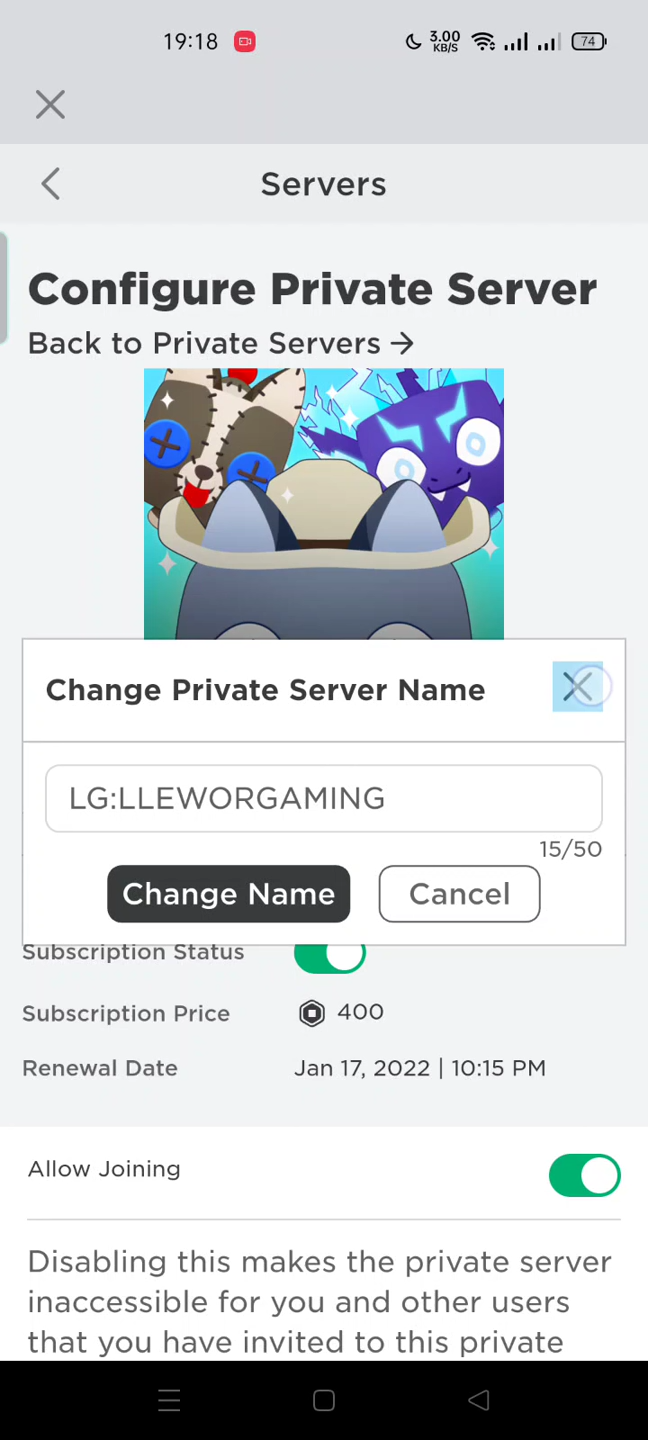 19:18
3.00
KB/S
74
Servers
Configure Private Server
Back to Private Servers →
Change Private Server Name
LG:LLEWORGAMING
15/50
Change Name
Cancel
Subscription Status
Subscription Price
400
Renewal Date
Jan 17, 2022 | 10:15 PM
Allow Joining
Disabling this makes the private server
inaccessible for you and other users
that you have invited to this private